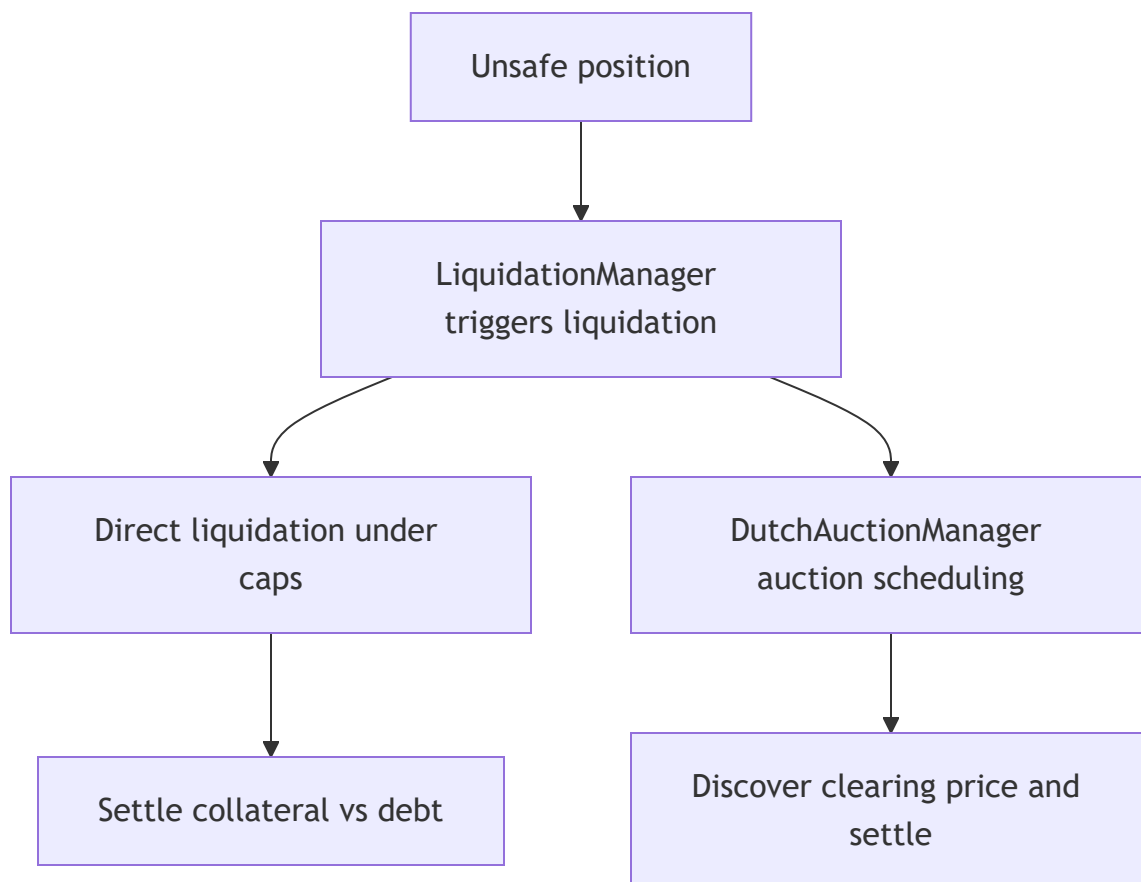 Unsafe position
LiquidationManager
triggers liquidation
Direct liquidation under
caps
DutchAuctionManager
auction scheduling
Settle collateral vs debt
Discover clearing price and
settle